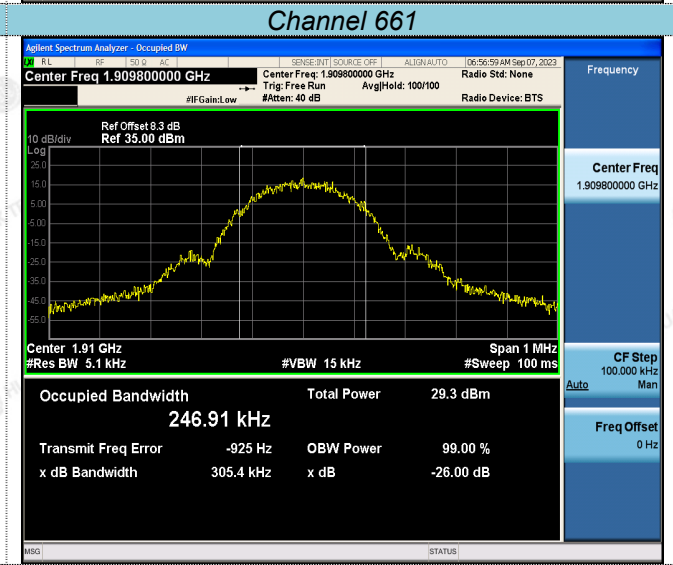 Channel 661
Agilent Spectrum Analyzer - Occupied BW
LXI RL RF 50 Ω AC SENSE:INT SOURCE OFF ALIGN AUTO 06:56:59 AM Sep 07, 2023
Center Freq 1.909800000 GHz
Center Freq: 1.909800000 GHz Radio Std: None
Trig: Free Run Avg|Hold: 100/100
#IFGain:Low #Atten: 40 dB Radio Device: BTS
Ref Offset 8.3 dB
10 dB/div Ref 35.00 dBm
Log
25.0
15.0
5.00
-5.00
-15.0
-25.0
-35.0
-45.0
-55.0
Center 1.91 GHz Span 1 MHz
#Res BW 5.1 kHz #VBW 15 kHz #Sweep 100 ms
Occupied Bandwidth Total Power 29.3 dBm
246.91 kHz
Transmit Freq Error -925 Hz OBW Power 99.00 %
x dB Bandwidth 305.4 kHz x dB -26.00 dB
MSG STATUS
Frequency
Center Freq
1.909800000 GHz
CF Step
100.000 kHz
Auto Man
Freq Offset
0 Hz